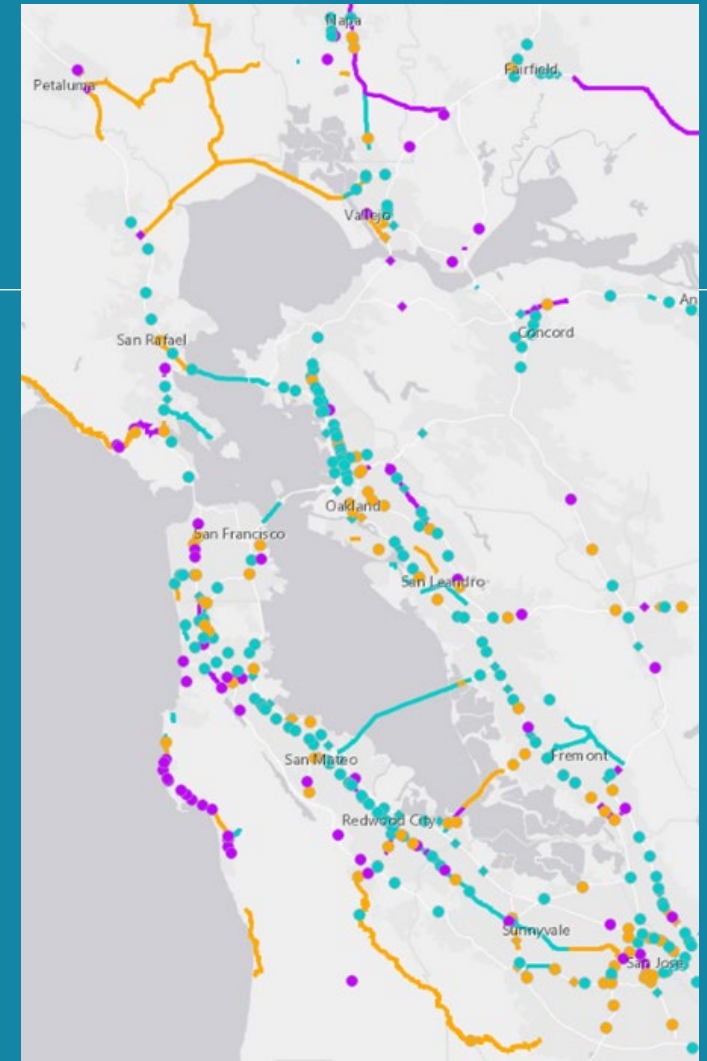 Napa
Fairfield
Petaluma
Vallejo
An
Concord
San Rafael
Oakland
San Francisco
San Leandro
Fremont
San Mateo
Redwood City
Sunnyvale
San Jose